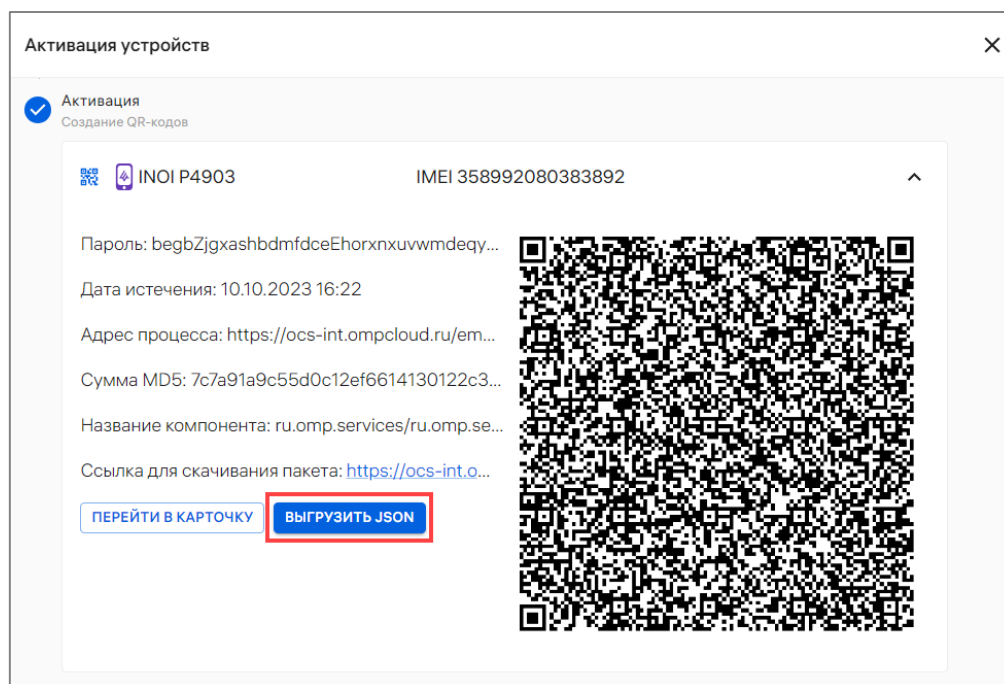 Активация устройств
Активация
Создание QR-кодов
INOI P4903 IMEI 358992080383892
Пароль: begbZjgxashbdmfdceEhorxnxuvwmdeqy...
Дата истечения: 10.10.2023 16:22
Адрес процесса: https://ocs-int.ompcloud.ru/em...
Сумма MD5: 7c7a91a9c55d0c12ef6614130122c3...
Название компонента: ru.omp.services/ru.omp.se...
Ссылка для скачивания пакета: https://ocs-int.o...
ПЕРЕЙТИ В КАРТОЧКУ ВЫГРУЗИТЬ JSON